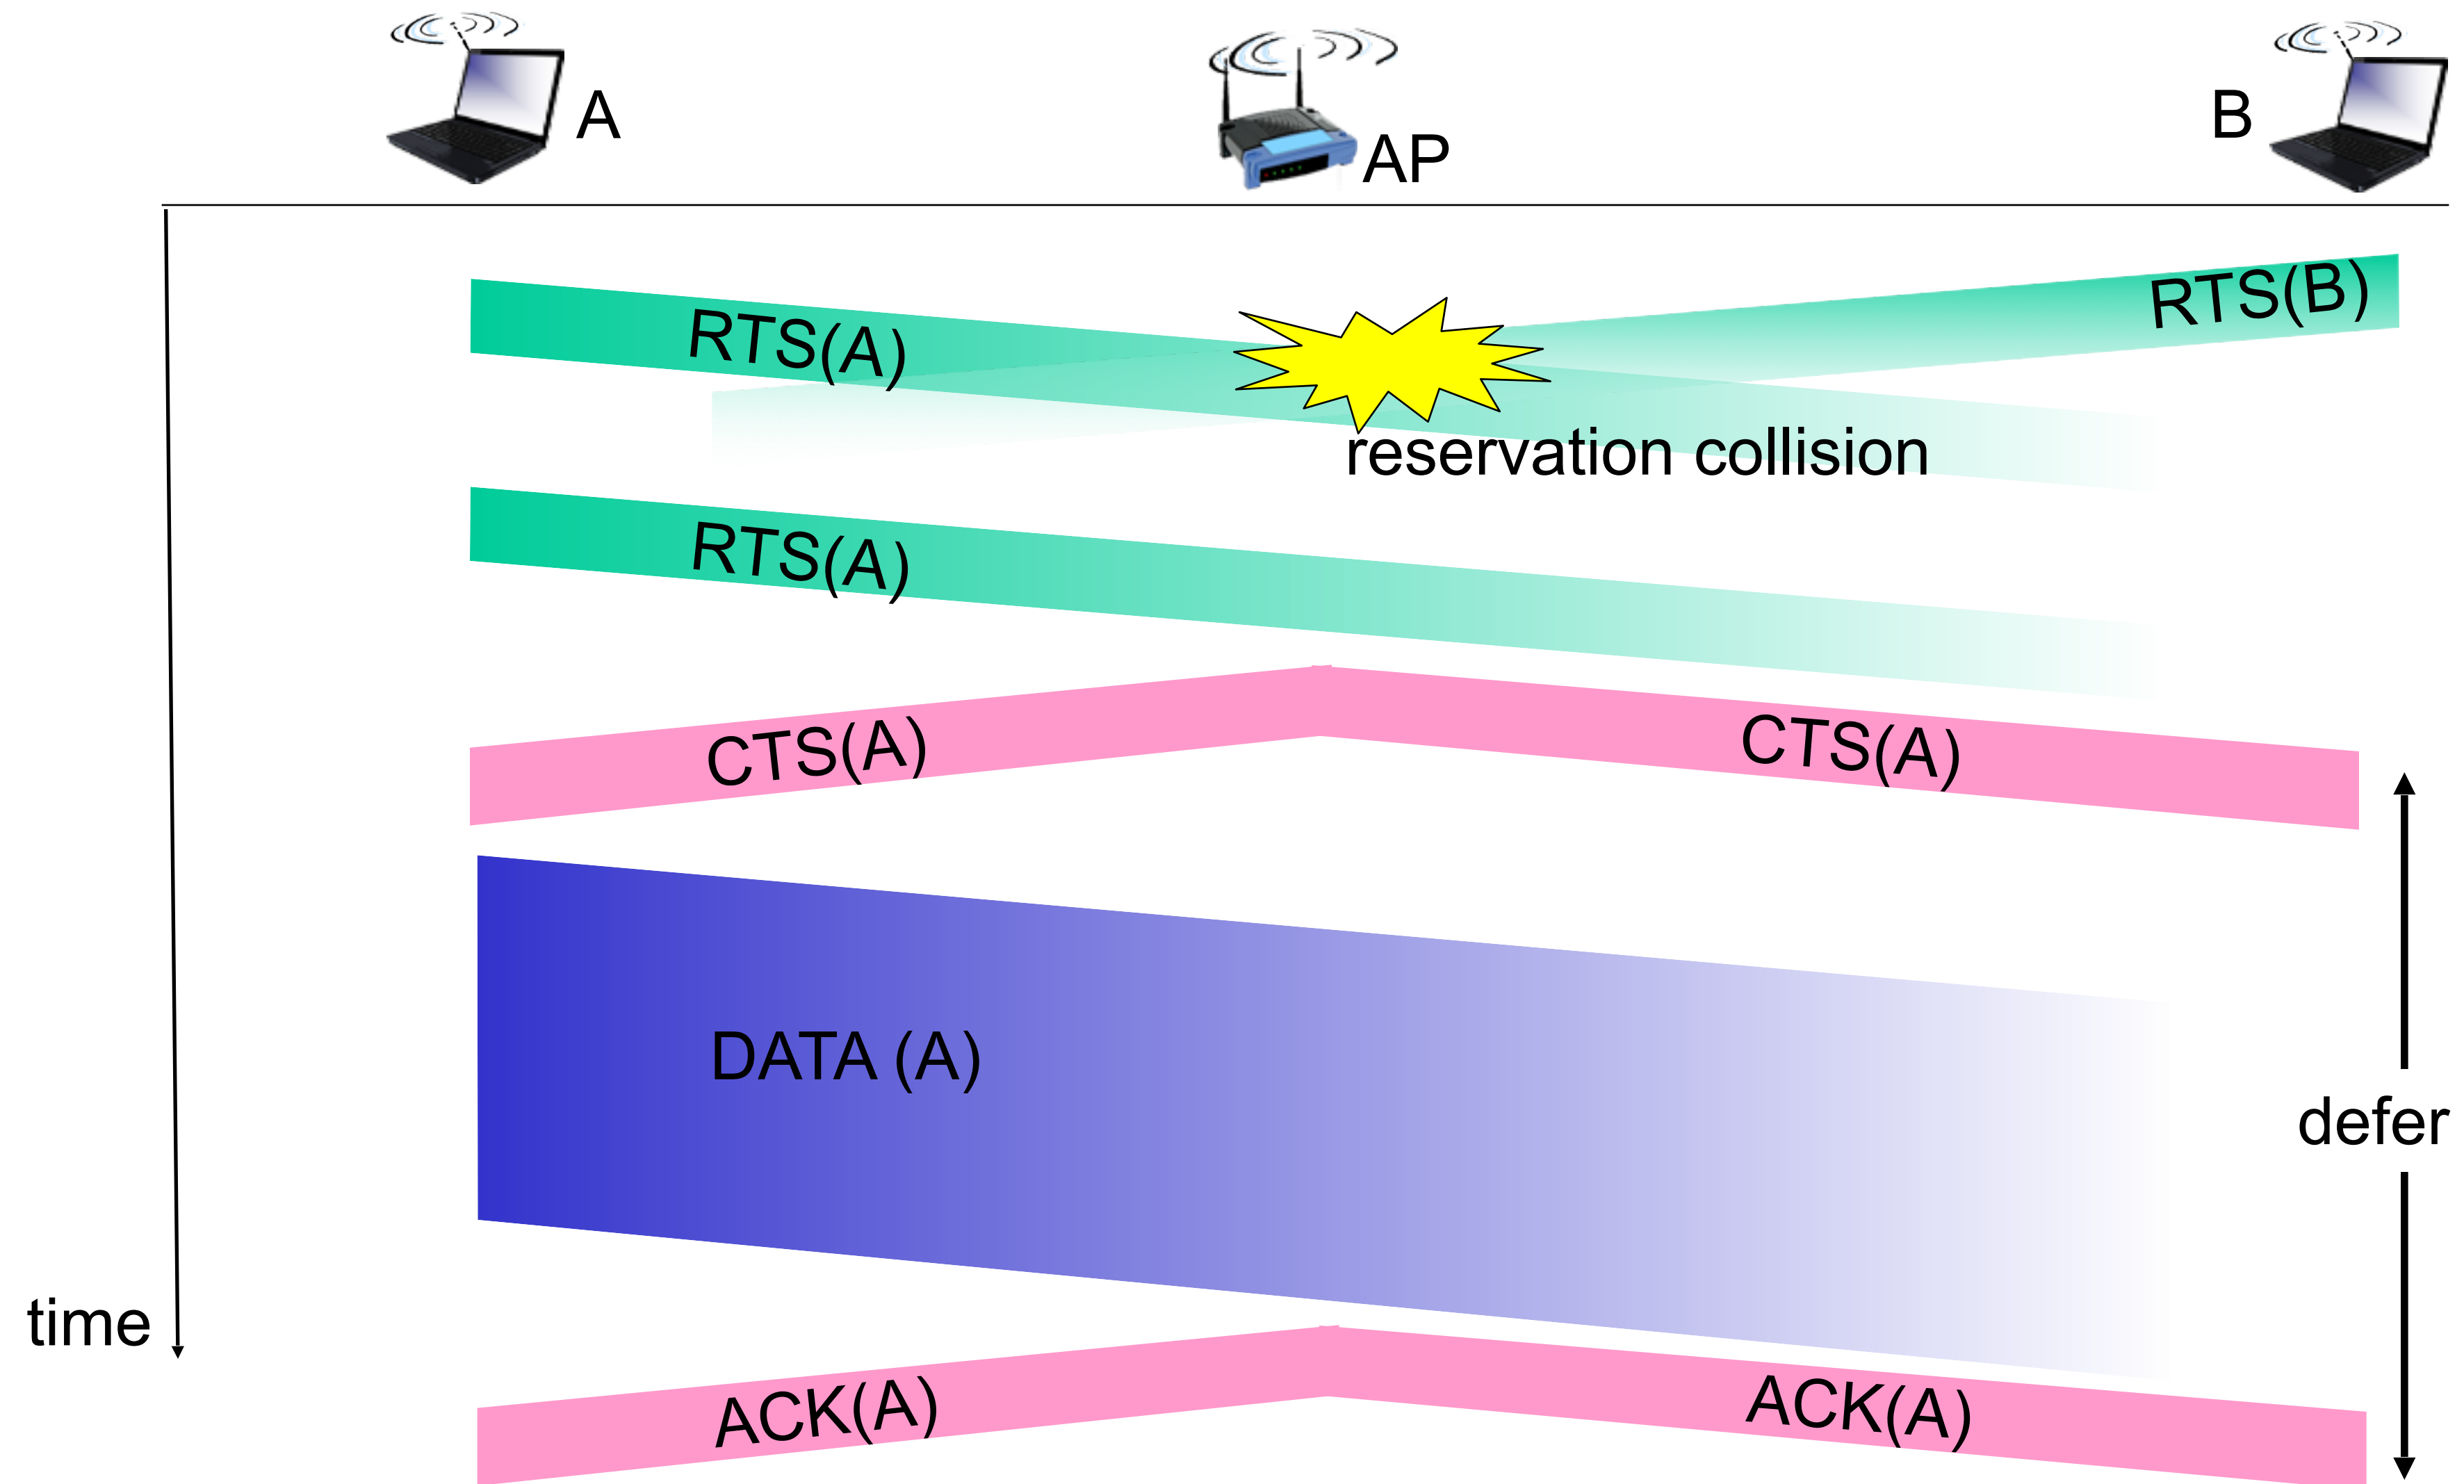 A
AP
B
RTS(A)
RTS(B)
reservation collision
RTS(A)
CTS(A)
CTS(A)
DATA (A)
defer
time
ACK(A)
ACK(A)